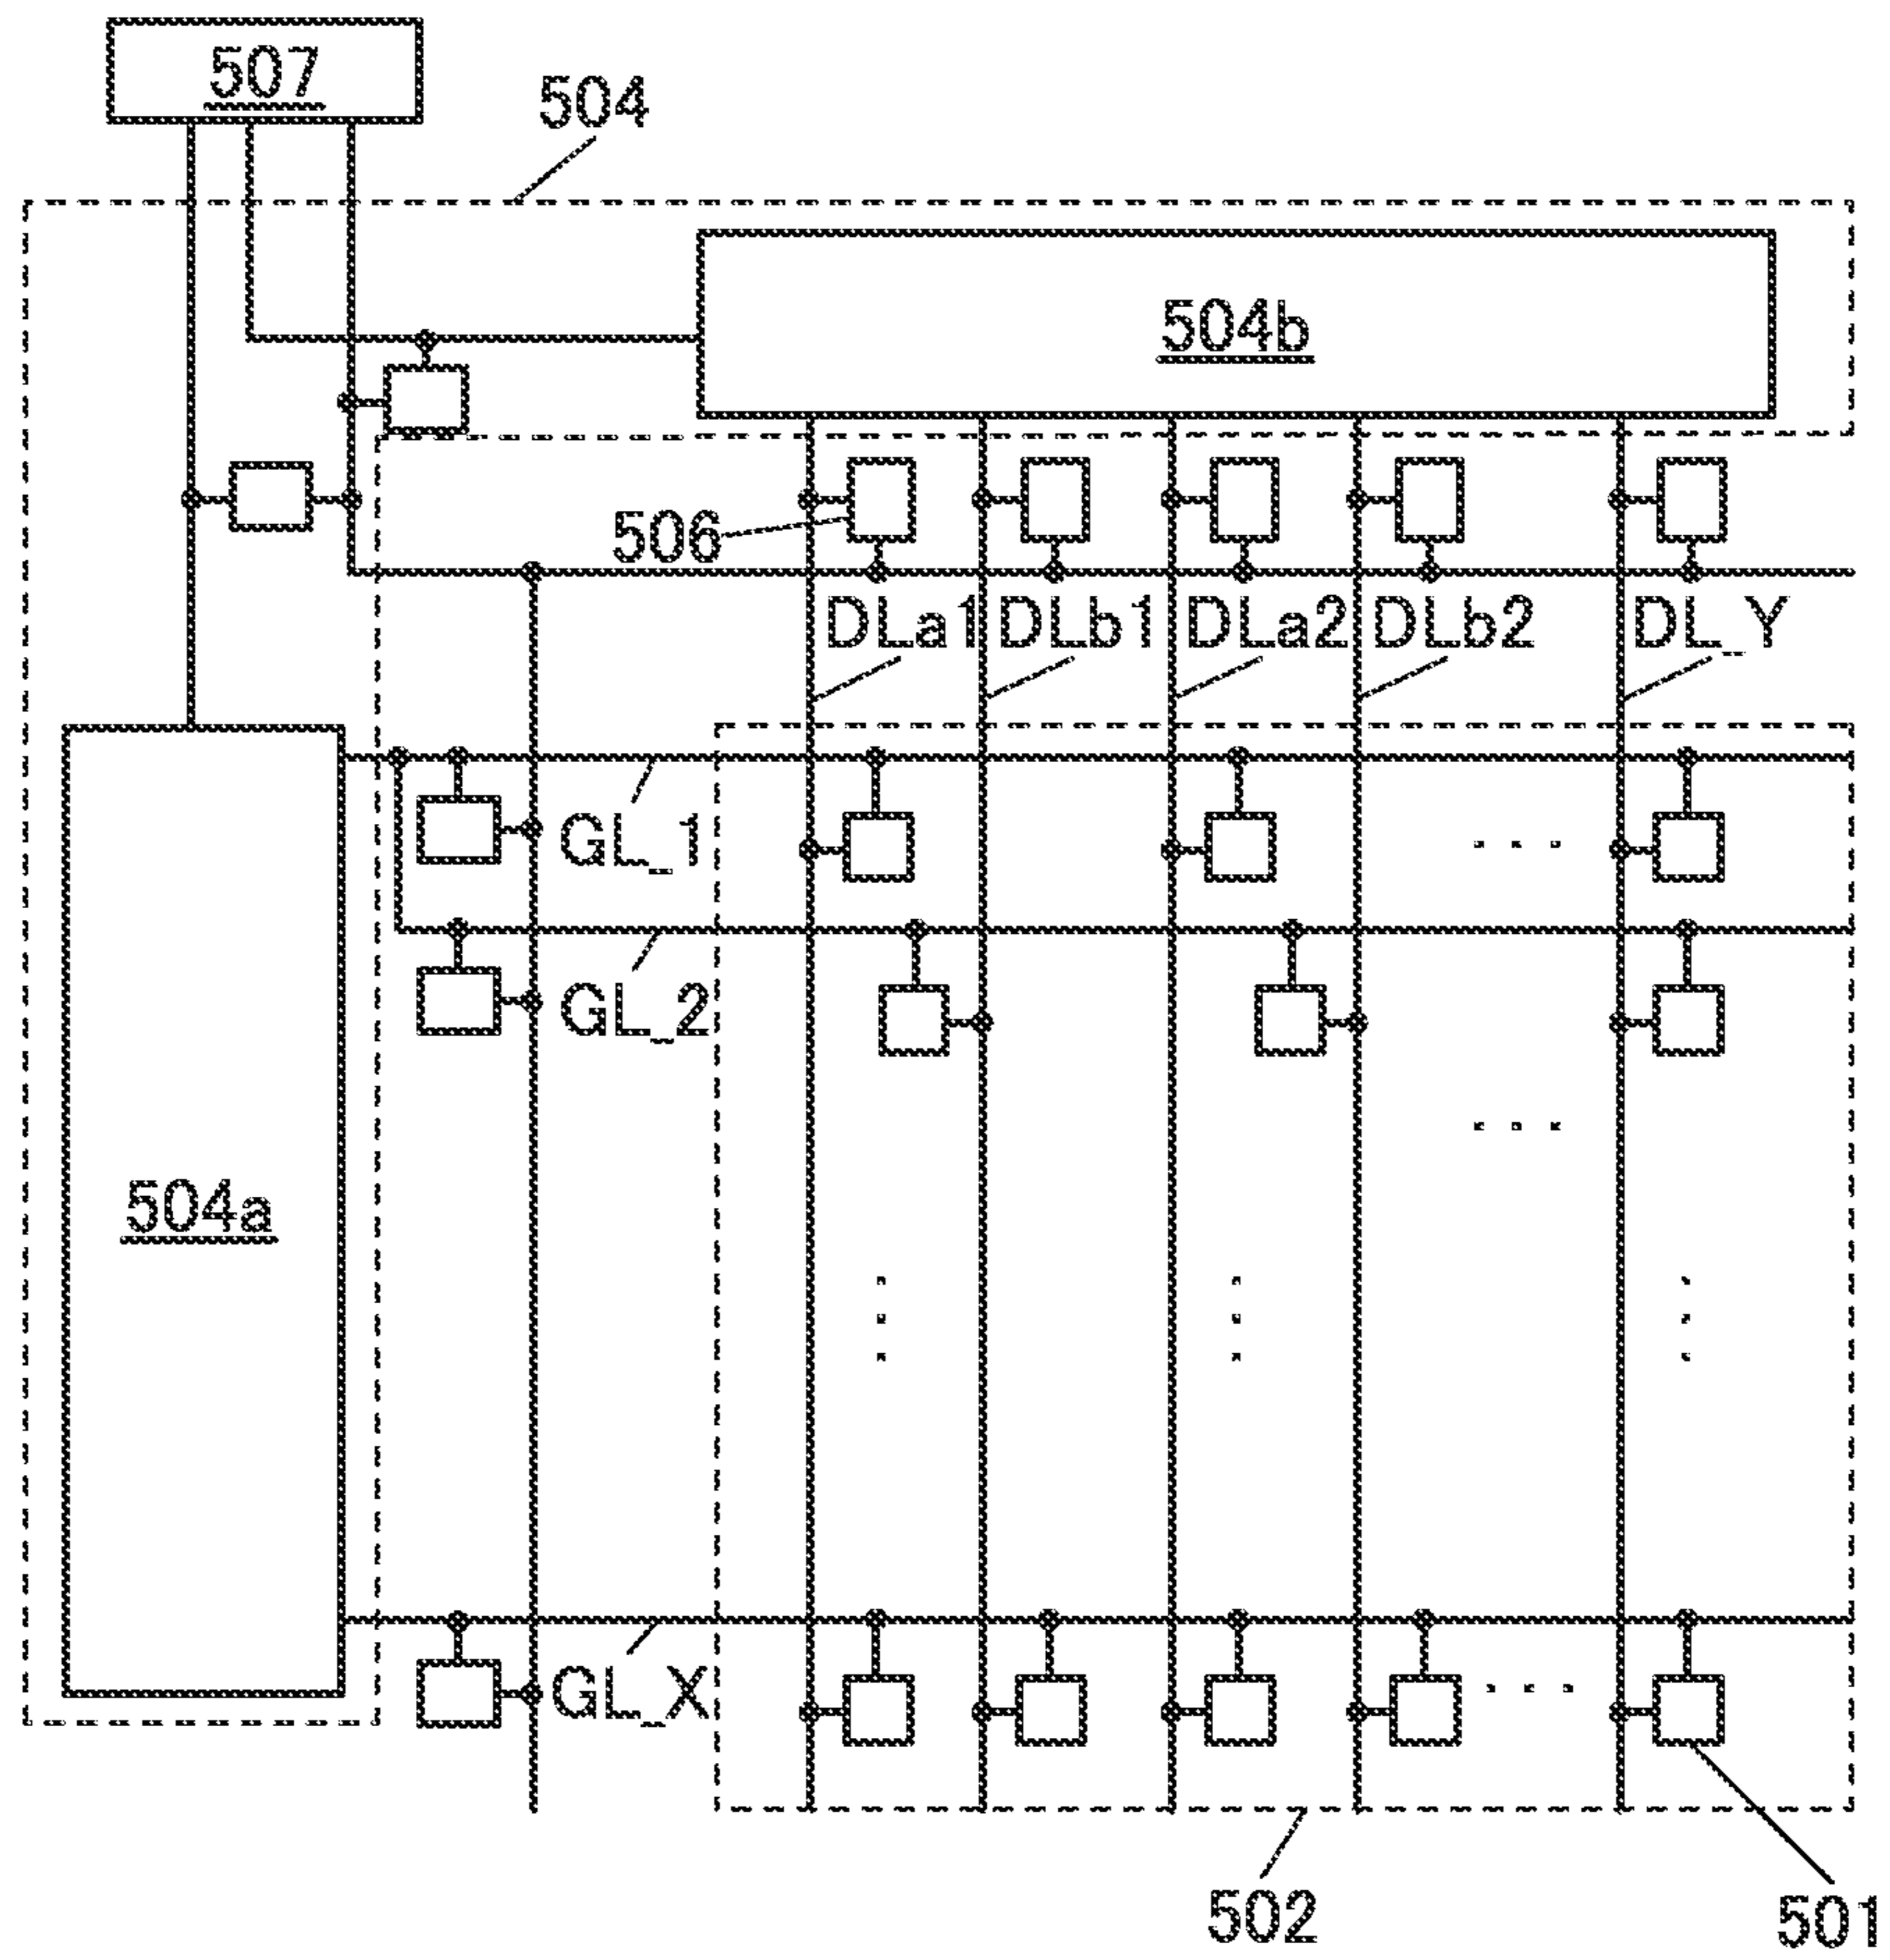 507
504
504b
506
DLa1 DLb1 DLa2 DLb2 DL_Y
GL_1
GL_2
504a
GL_X
502
501